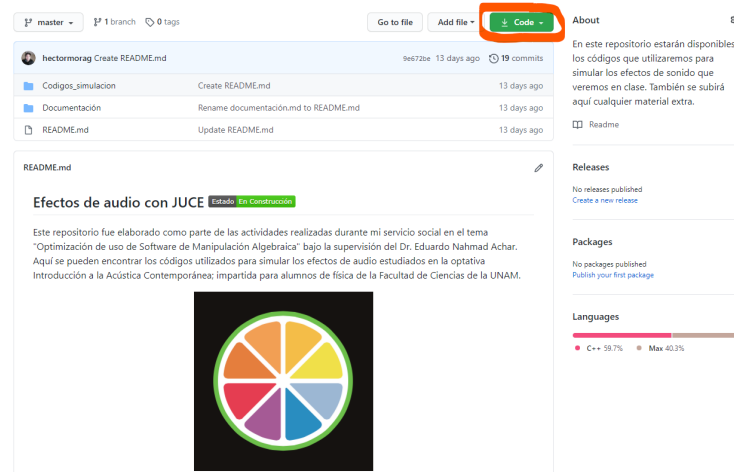 master
1 branch
0 tags
Go to file
Add file
Code
hectormorag Create README.md
9e672be 13 days ago
19 commits
Codigos_simulacion
Create README.md
13 days ago
Documentación
Rename documentación.md to README.md
13 days ago
README.md
Update README.md
13 days ago
README.md
Efectos de audio con JUCE Estado En Construcción
Este repositorio fue elaborado como parte de las actividades realizadas durante mi servicio social en el tema
"Optimización de uso de Software de Manipulación Algebraica" bajo la supervisión del Dr. Eduardo Nahmad Achar.
Aquí se pueden encontrar los códigos utilizados para simular los efectos de audio estudiados en la optativa
Introducción a la Acústica Contemporánea; impartida para alumnos de física de la Facultad de Ciencias de la UNAM.
About
En este repositorio estarán disponibles
los códigos que utilizaremos para
simular los efectos de sonido que
veremos en clase. También se subirá
aquí cualquier material extra.
Readme
Releases
No releases published
Create a new release
Packages
No packages published
Publish your first package
Languages
C++ 59.7%
Max 40.3%